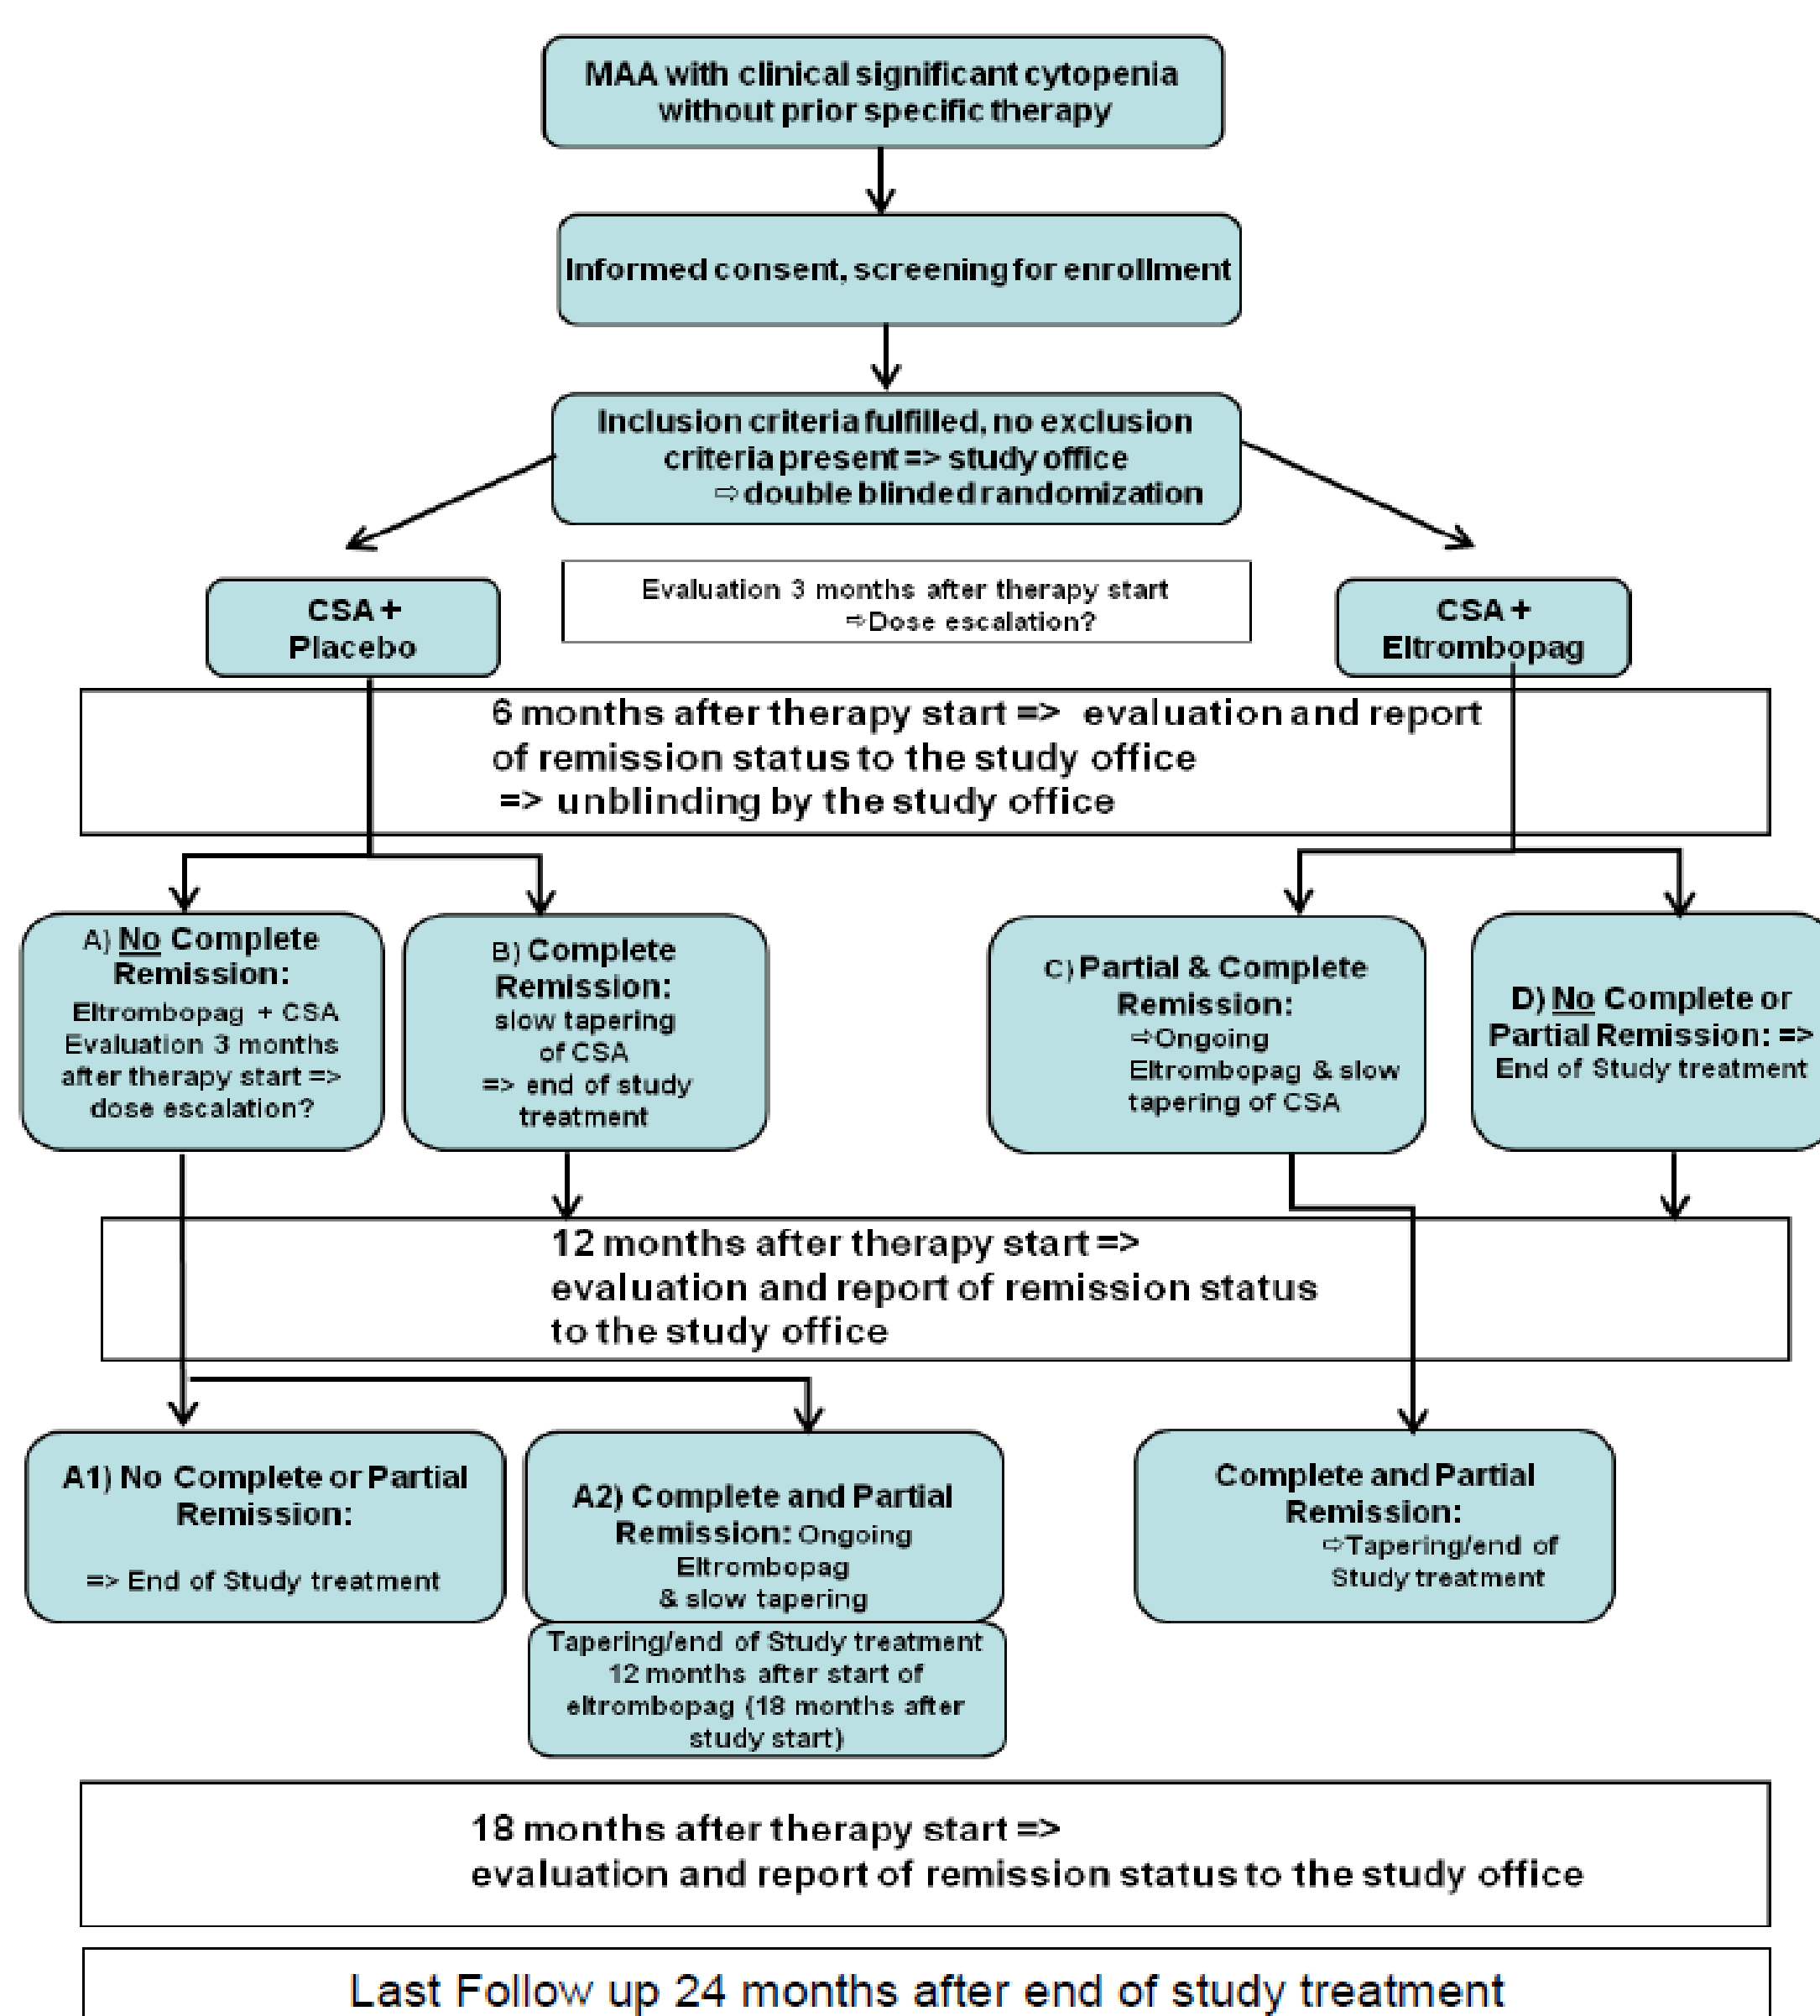 MAA with clinical significant cytopenia
without prior specific therapy
Informed consent, screening for enrollment
Inclusion criteria fulfilled, no exclusion
criteria present => study office
⇨double blinded randomization
CSA +
Placebo
Evaluation 3 months after therapy start
⇨Dose escalation?
CSA +
Eltrombopag
6 months after therapy start => evaluation and report
of remission status to the study office
=> unblinding by the study office
A) No Complete
Remission:
Eltrombopag + CSA
Evaluation 3 months
after therapy start =>
dose escalation?
B) Complete
Remission:
slow tapering
of CSA
=> end of study
treatment
C) Partial & Complete
Remission:
⇨Ongoing
Eltrombopag & slow
tapering of CSA
D) No Complete or
Partial Remission: =>
End of Study treatment
12 months after therapy start =>
evaluation and report of remission status
to the study office
A1) No Complete or Partial
Remission:
=> End of Study treatment
A2) Complete and Partial
Remission: Ongoing
Eltrombopag
& slow tapering
Tapering/end of Study treatment
12 months after start of
eltrombopag (18 months after
study start)
Complete and Partial
Remission:
⇨Tapering/end of
Study treatment
18 months after therapy start =>
evaluation and report of remission status to the study office
Last Follow up 24 months after end of study treatment